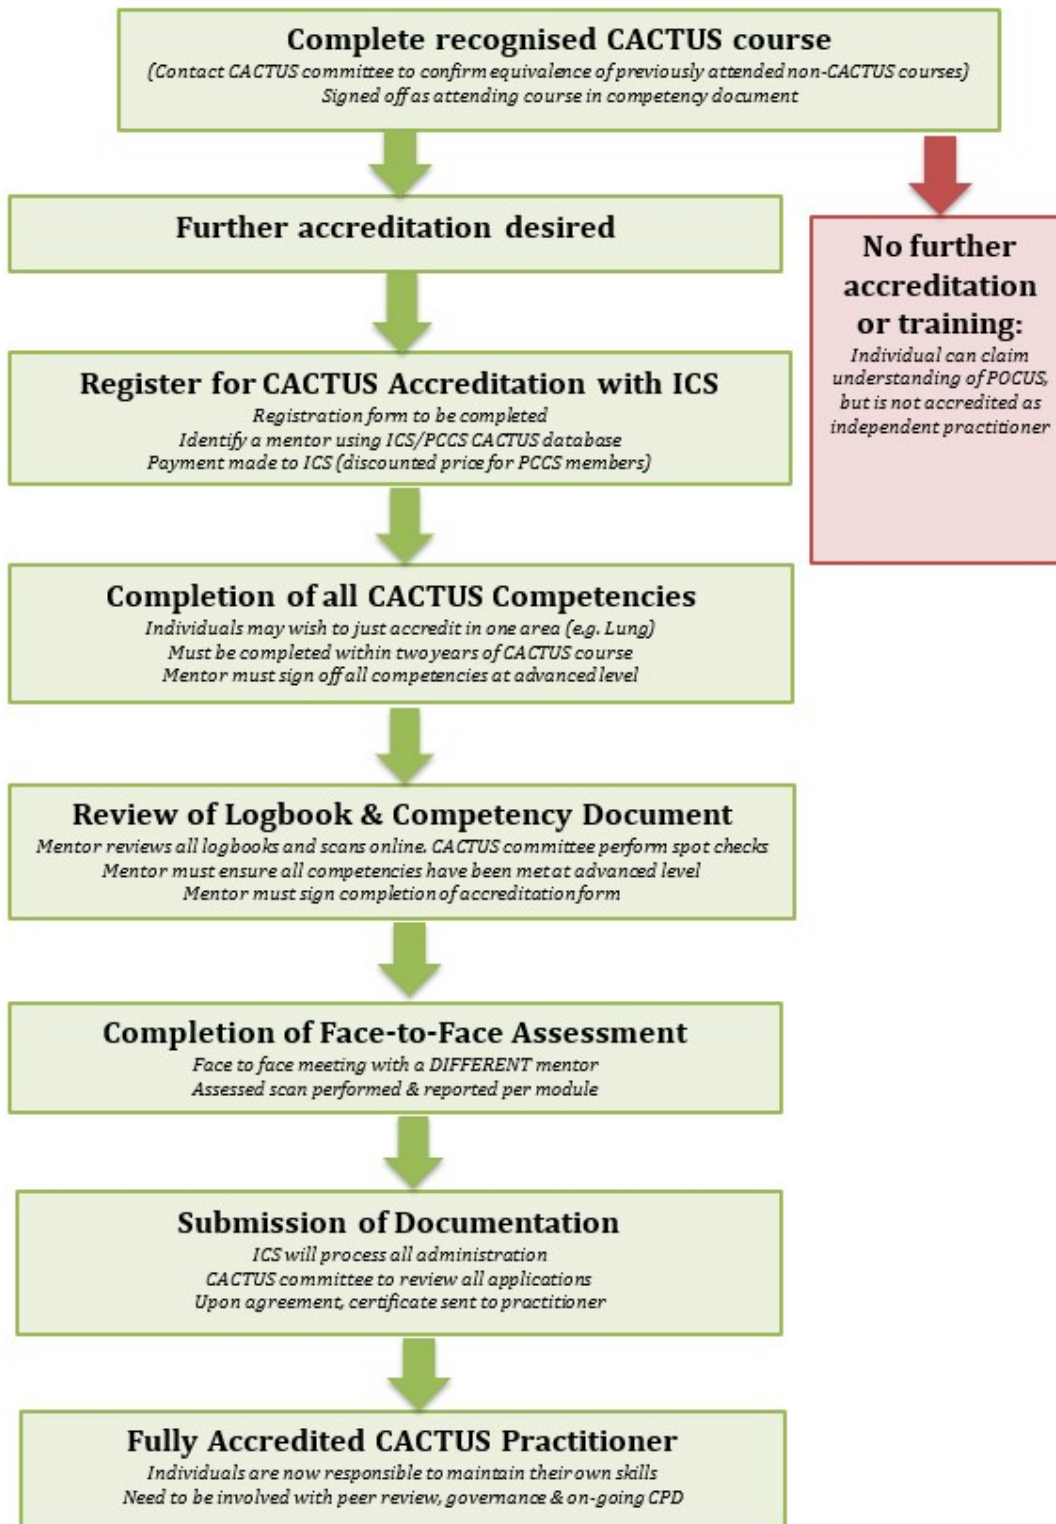 Complete recognised CACTUS course
(Contact CACTUS committee to confirm equivalence of previously attended non-CACTUS courses)
Signed off as attending course in competency document
Further accreditation desired
No further
accreditation
or training:
Individual can claim
understanding of POCUS,
but is not accredited as
independent practitioner
Register for CACTUS Accreditation with ICS
Registration form to be completed
Identify a mentor using ICS/PCCS CACTUS database
Payment made to ICS (discounted price for PCCS members)
Completion of all CACTUS Competencies
Individuals may wish to just accredit in one area (e.g. Lung)
Must be completed within two years of CACTUS course
Mentor must sign off all competencies at advanced level
Review of Logbook & Competency Document
Mentor reviews all logbooks and scans online. CACTUS committee perform spot checks
Mentor must ensure all competencies have been met at advanced level
Mentor must sign completion of accreditation form
Completion of Face-to-Face Assessment
Face to face meeting with a DIFFERENT mentor
Assessed scan performed & reported per module
Submission of Documentation
ICS will process all administration
CACTUS committee to review all applications
Upon agreement, certificate sent to practitioner
Fully Accredited CACTUS Practitioner
Individuals are now responsible to maintain their own skills
Need to be involved with peer review, governance & on-going CPD